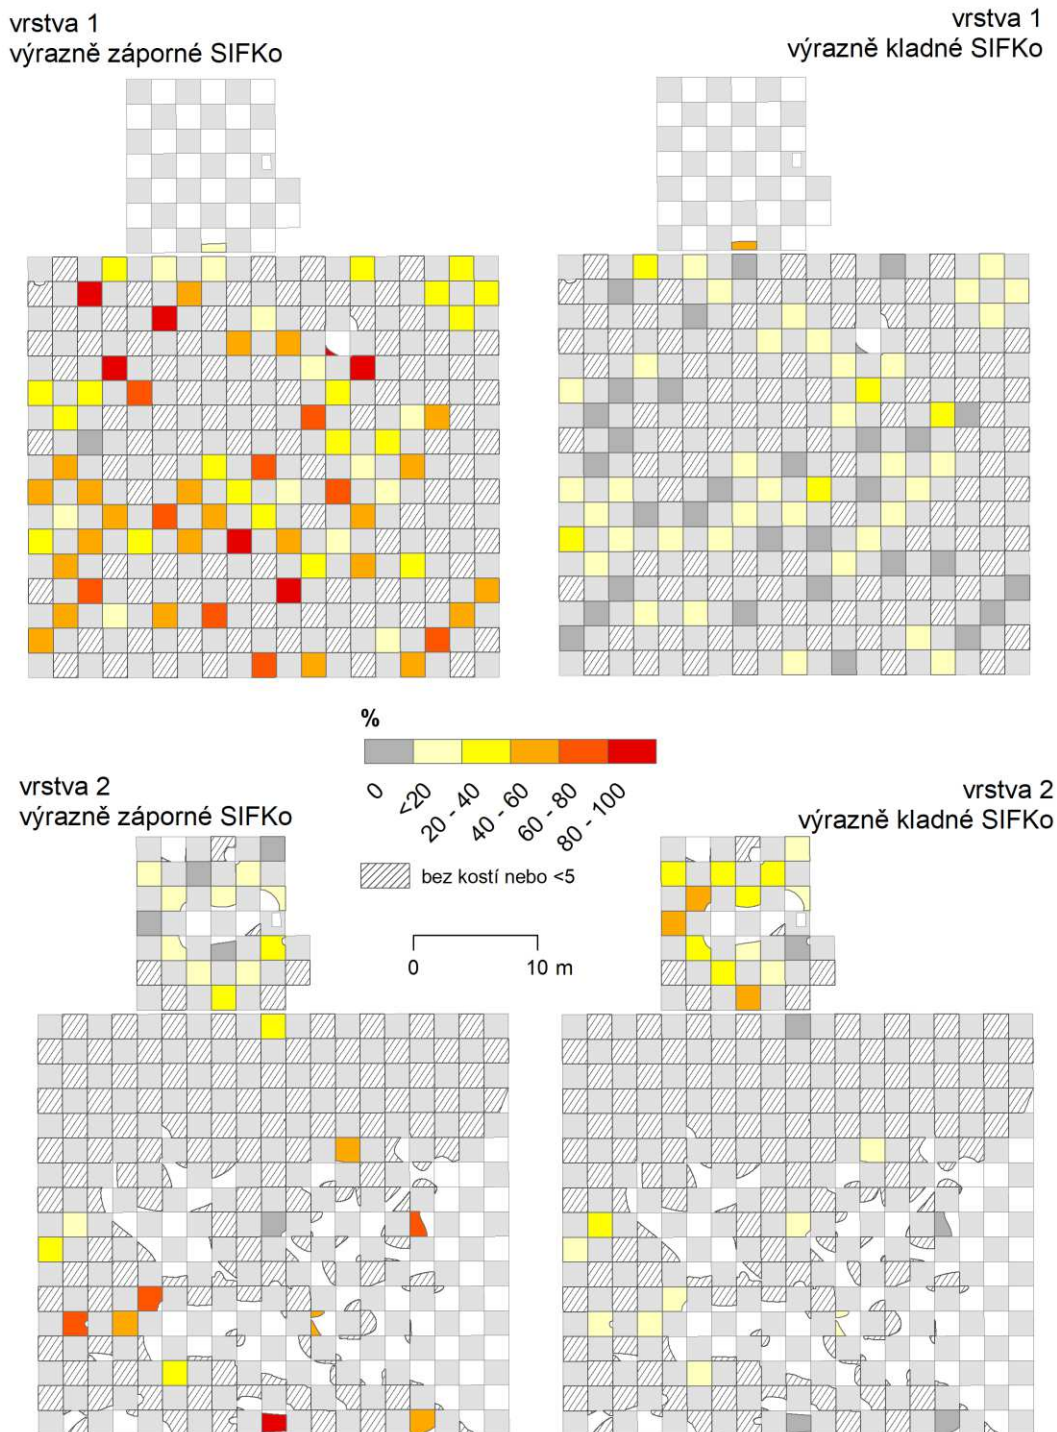 vrstva 1
výrazně záporné SIFKo
vrstva 1
výrazně kladné SIFKo
%
0
<20
20 - 40
40 - 60
60 - 80
80 - 100
bez kostí nebo <5
0 10 m
vrstva 2
výrazně záporné SIFKo
vrstva 2
výrazně kladné SIFKo